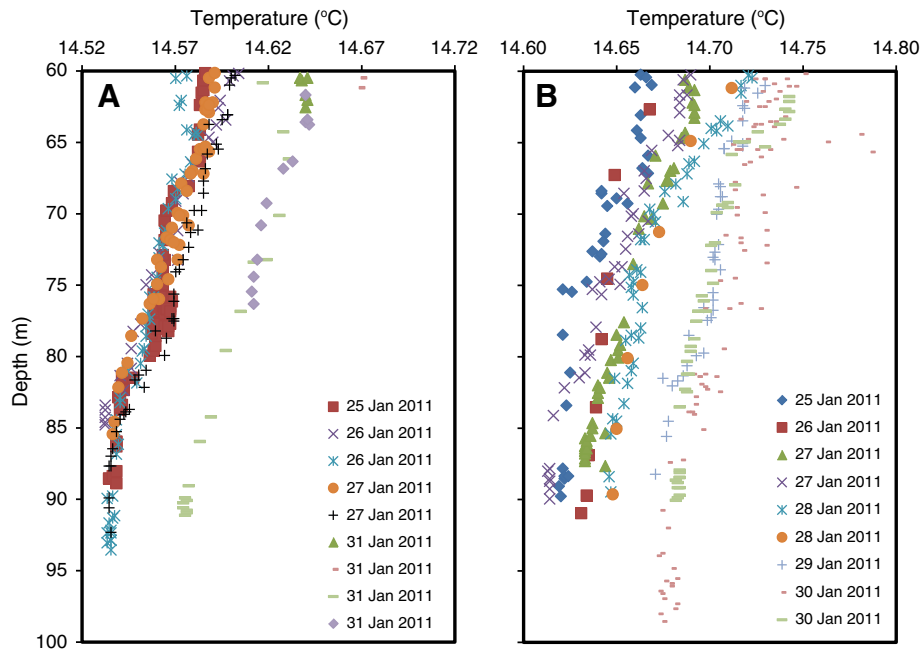 Temperature (ºC)
14.52 14.57 14.62 14.67 14.72
Temperature (ºC)
14.60 14.65 14.70 14.75 14.80
A
B
Depth (m)
60
65
70
75
80
85
90
95
100
25 Jan 2011
26 Jan 2011
26 Jan 2011
27 Jan 2011
27 Jan 2011
31 Jan 2011
31 Jan 2011
31 Jan 2011
31 Jan 2011
25 Jan 2011
26 Jan 2011
27 Jan 2011
27 Jan 2011
28 Jan 2011
28 Jan 2011
29 Jan 2011
30 Jan 2011
30 Jan 2011